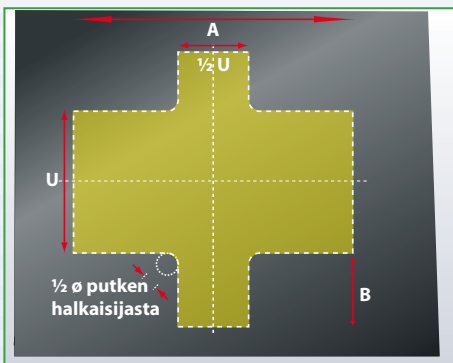 A
½ U
U
½ ø putken
halkaisijasta
B